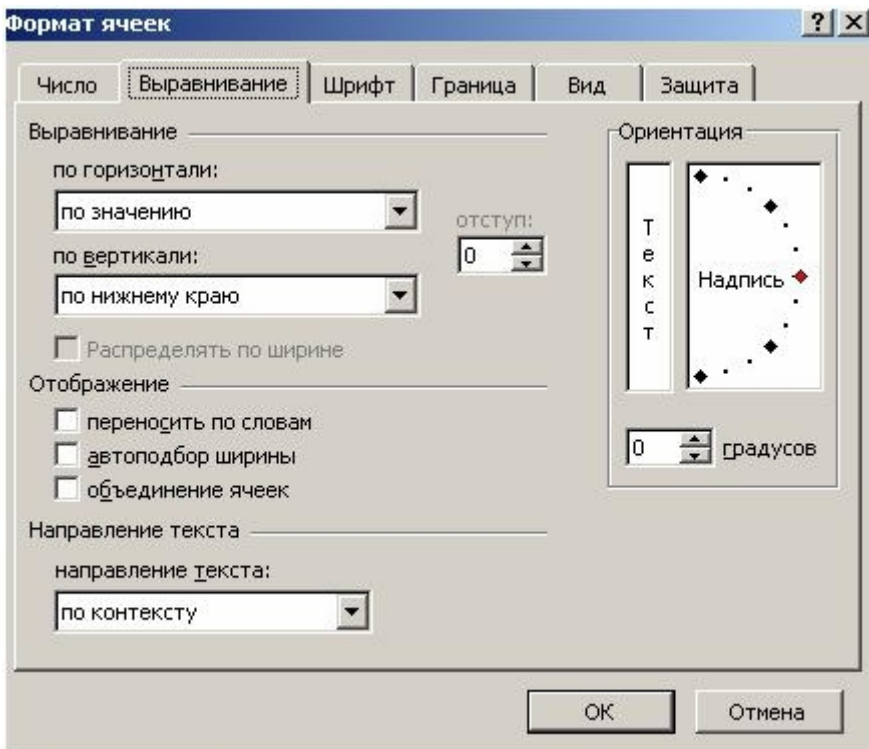 Формат ячеек
Число Выравнивание Шрифт Граница Вид Защита
Выравнивание
по горизонтали:
по значению
отступ:
0
по вертикали:
по нижнему краю
Распределять по ширине
Отображение
переносить по словам
автоподбор ширины
объединение ячеек
Направление текста
направление текста:
по контексту
Ориентация
Текст
Надпись
0 градусов
ОК Отмена